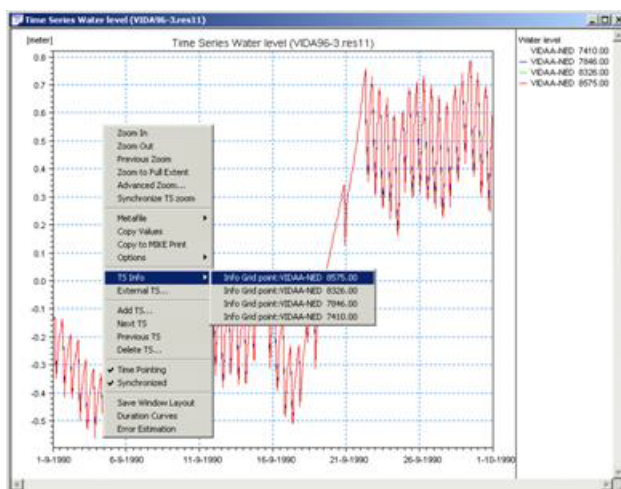 Time Series Water level (VIDA96-3.res11)
[meter]
Time Series Water level (VIDA96-3.res11)
Water level
VIDAA-NED 7410.00
VIDAA-NED 7846.00
VIDAA-NED 8326.00
VIDAA-NED 8575.00
0.8
0.7
0.6
0.5
0.4
0.3
0.2
0.1
0.0
-0.1
-0.2
-0.3
-0.4
-0.5
Zoom In
Zoom Out
Previous Zoom
Zoom to Full Extent
Advanced Zoom...
Synchronize TS zoom
Metafile
Copy Values
Copy to MIKE Print
Options
TS Info
External TS...
Add TS...
Next TS
Previous TS
Delete TS...
Time Pointing
Synchronized
Save Window Layout
Duration Curves
Error Estimation
Info Grid point:VIDAA-NED 8575.00
Info Grid point:VIDAA-NED 8326.00
Info Grid point:VIDAA-NED 7846.00
Info Grid point:VIDAA-NED 7410.00
1-9-1990 6-9-1990 11-9-1990 16-9-1990 21-9-1990 26-9-1990 1-10-1990